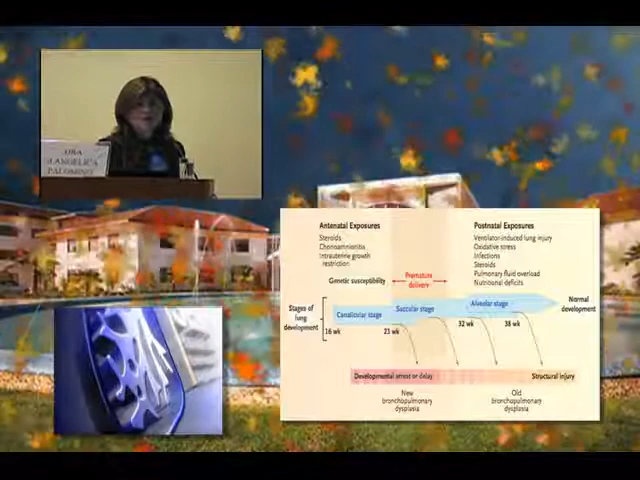 DRA
M.ANGELICA
PALOMINO
Antenatal Exposures
Steroids
Chorioamnionitis
Intrauterine growth
restriction
Postnatal Exposures
Ventilator-induced lung injury
Oxidative stress
Infections
Steroids
Pulmonary fluid overload
Nutritional deficits
Genetic susceptibility
Premature
delivery
Stages of
lung
development
Canalicular stage
Saccular stage
Alveolar stage
Normal
development
16 wk
23 wk
32 wk
38 wk
Developmental arrest or delay
Structural injury
New
bronchopulmonary
dysplasia
Old
bronchopulmonary
dysplasia